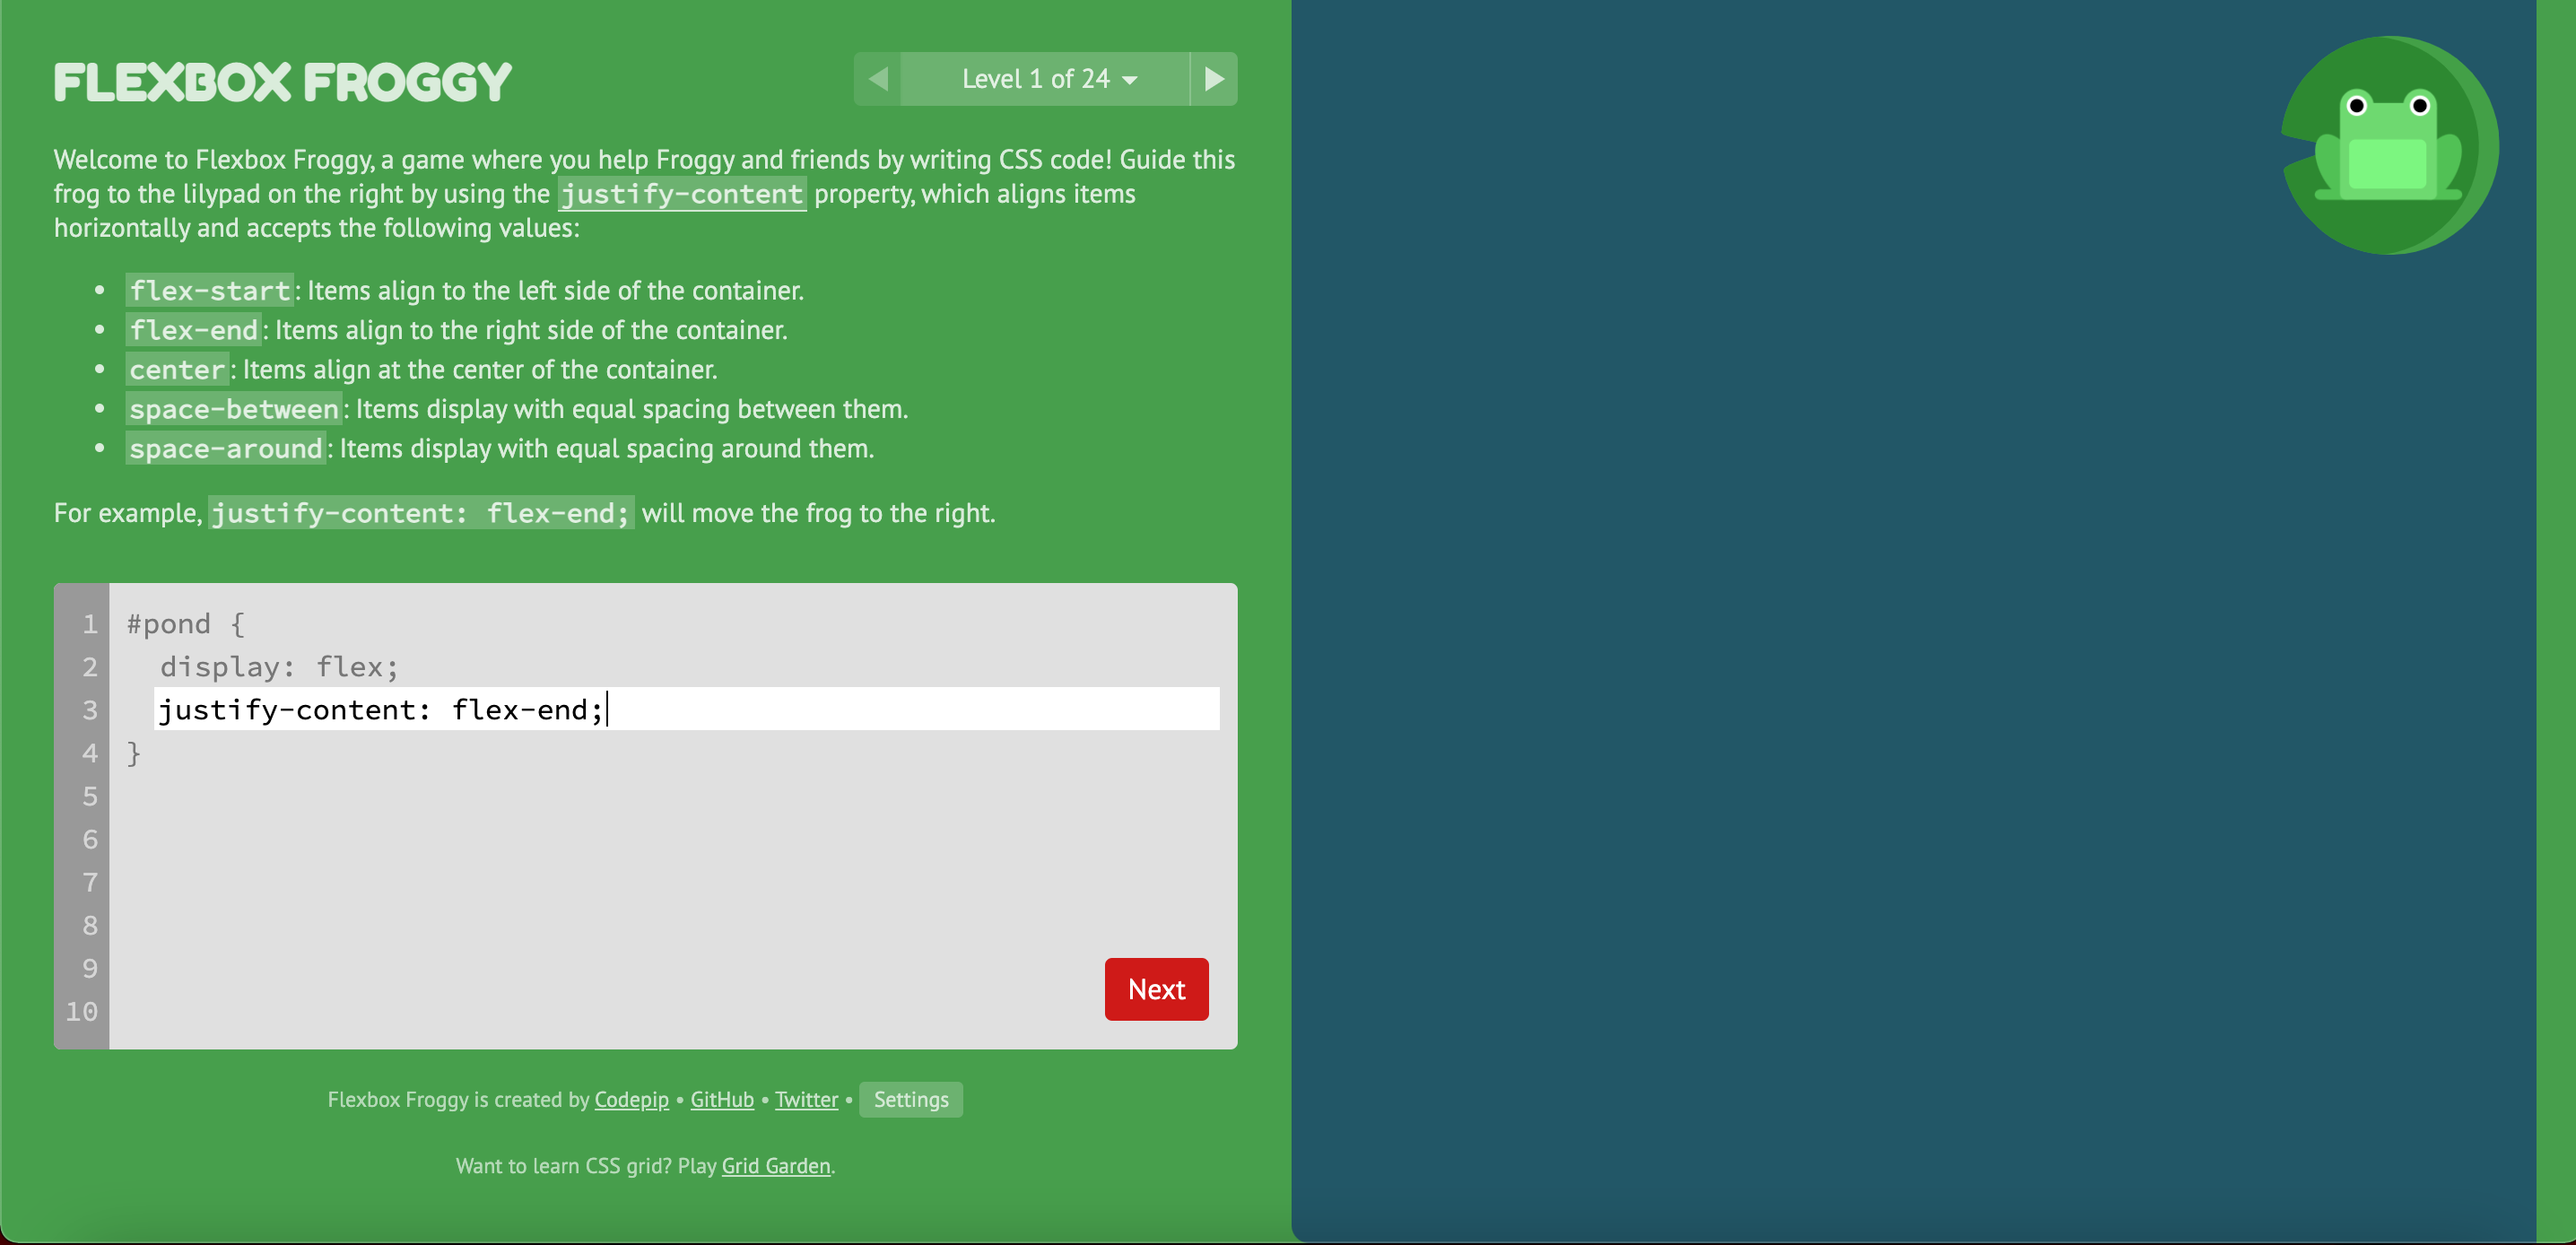 FLEXBOX FROGGY
Level 1 of 24
Welcome to Flexbox Froggy, a game where you help Froggy and friends by writing CSS code! Guide this
frog to the lilypad on the right by using the justify-content property, which aligns items
horizontally and accepts the following values:
• flex-start: Items align to the left side of the container.
• flex-end: Items align to the right side of the container.
• center: Items align at the center of the container.
• space-between: Items display with equal spacing between them.
• space-around: Items display with equal spacing around them.
For example, justify-content: flex-end; will move the frog to the right.
1 #pond {
2 display: flex;
3 justify-content: flex-end;
4 }
5
6
7
8
9
10
Next
Flexbox Froggy is created by Codepip • GitHub • Twitter • Settings
Want to learn CSS grid? Play Grid Garden.